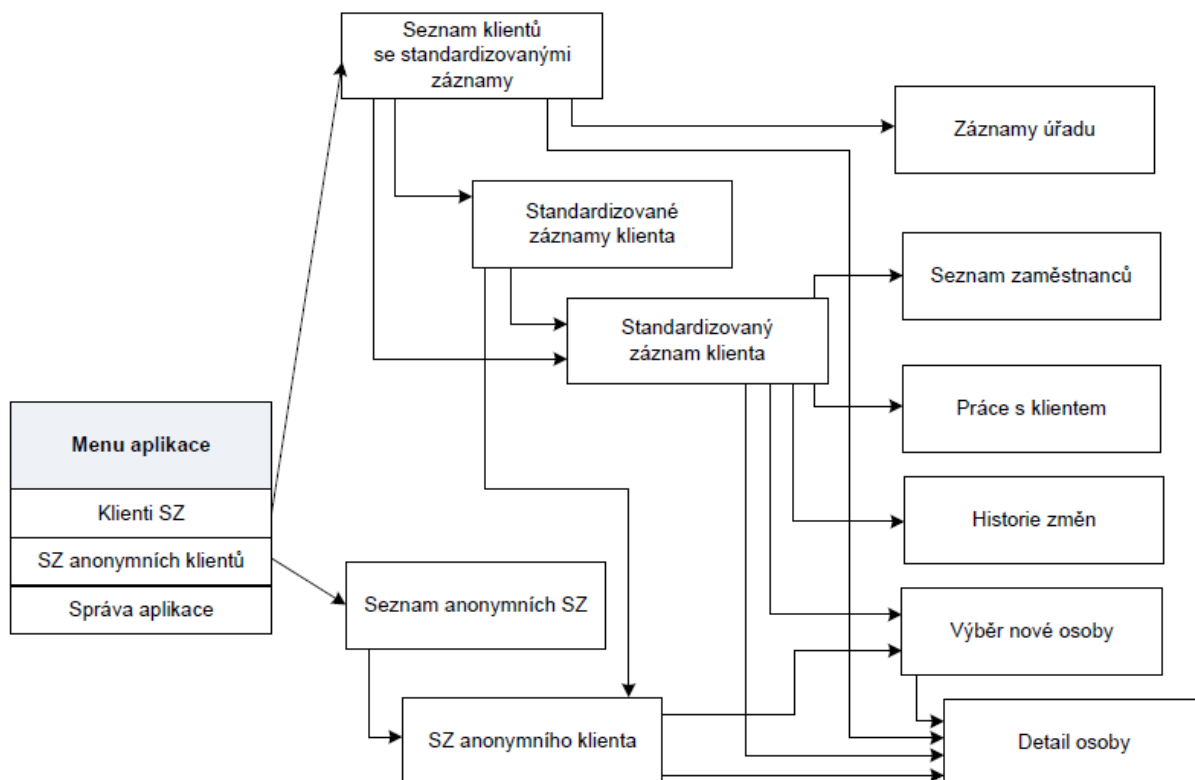 Seznam klientů
se standardizovanými
záznamy
Záznamy úřadu
Standardizované
záznamy klienta
Seznam zaměstnanců
Standardizovaný
záznam klienta
Práce s klientem
Menu aplikace
Klienti SZ
SZ anonymních klientů
Správa aplikace
Historie změn
Seznam anonymních SZ
Výběr nové osoby
SZ anonymního klienta
Detail osoby